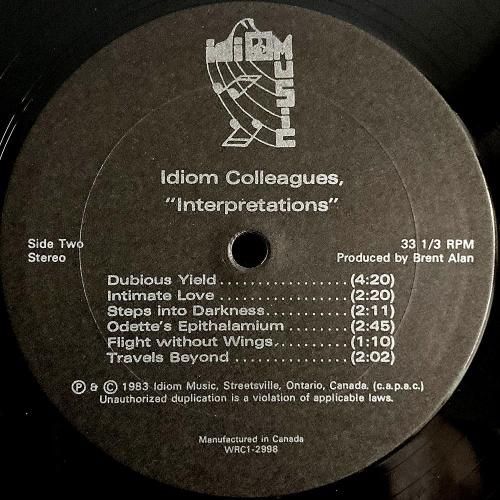 idiom
MUSIC
Idiom Colleagues,
"Interpretations"
Side Two
Stereo
33 1/3 RPM
Produced by Brent Alan
Dubious Yield..................(4:20)
Intimate Love..................(2:20)
Steps into Darkness............(2:11)
Odette's Epithalamium..........(2:45)
Flight without Wings...........(1:10)
Travels Beyond.................(2:02)
Ⓟ & © 1983 Idiom Music, Streetsville, Ontario, Canada. (c.a.p.a.c.)
Unauthorized duplication is a violation of applicable laws.
Manufactured in Canada
WRC1-2998